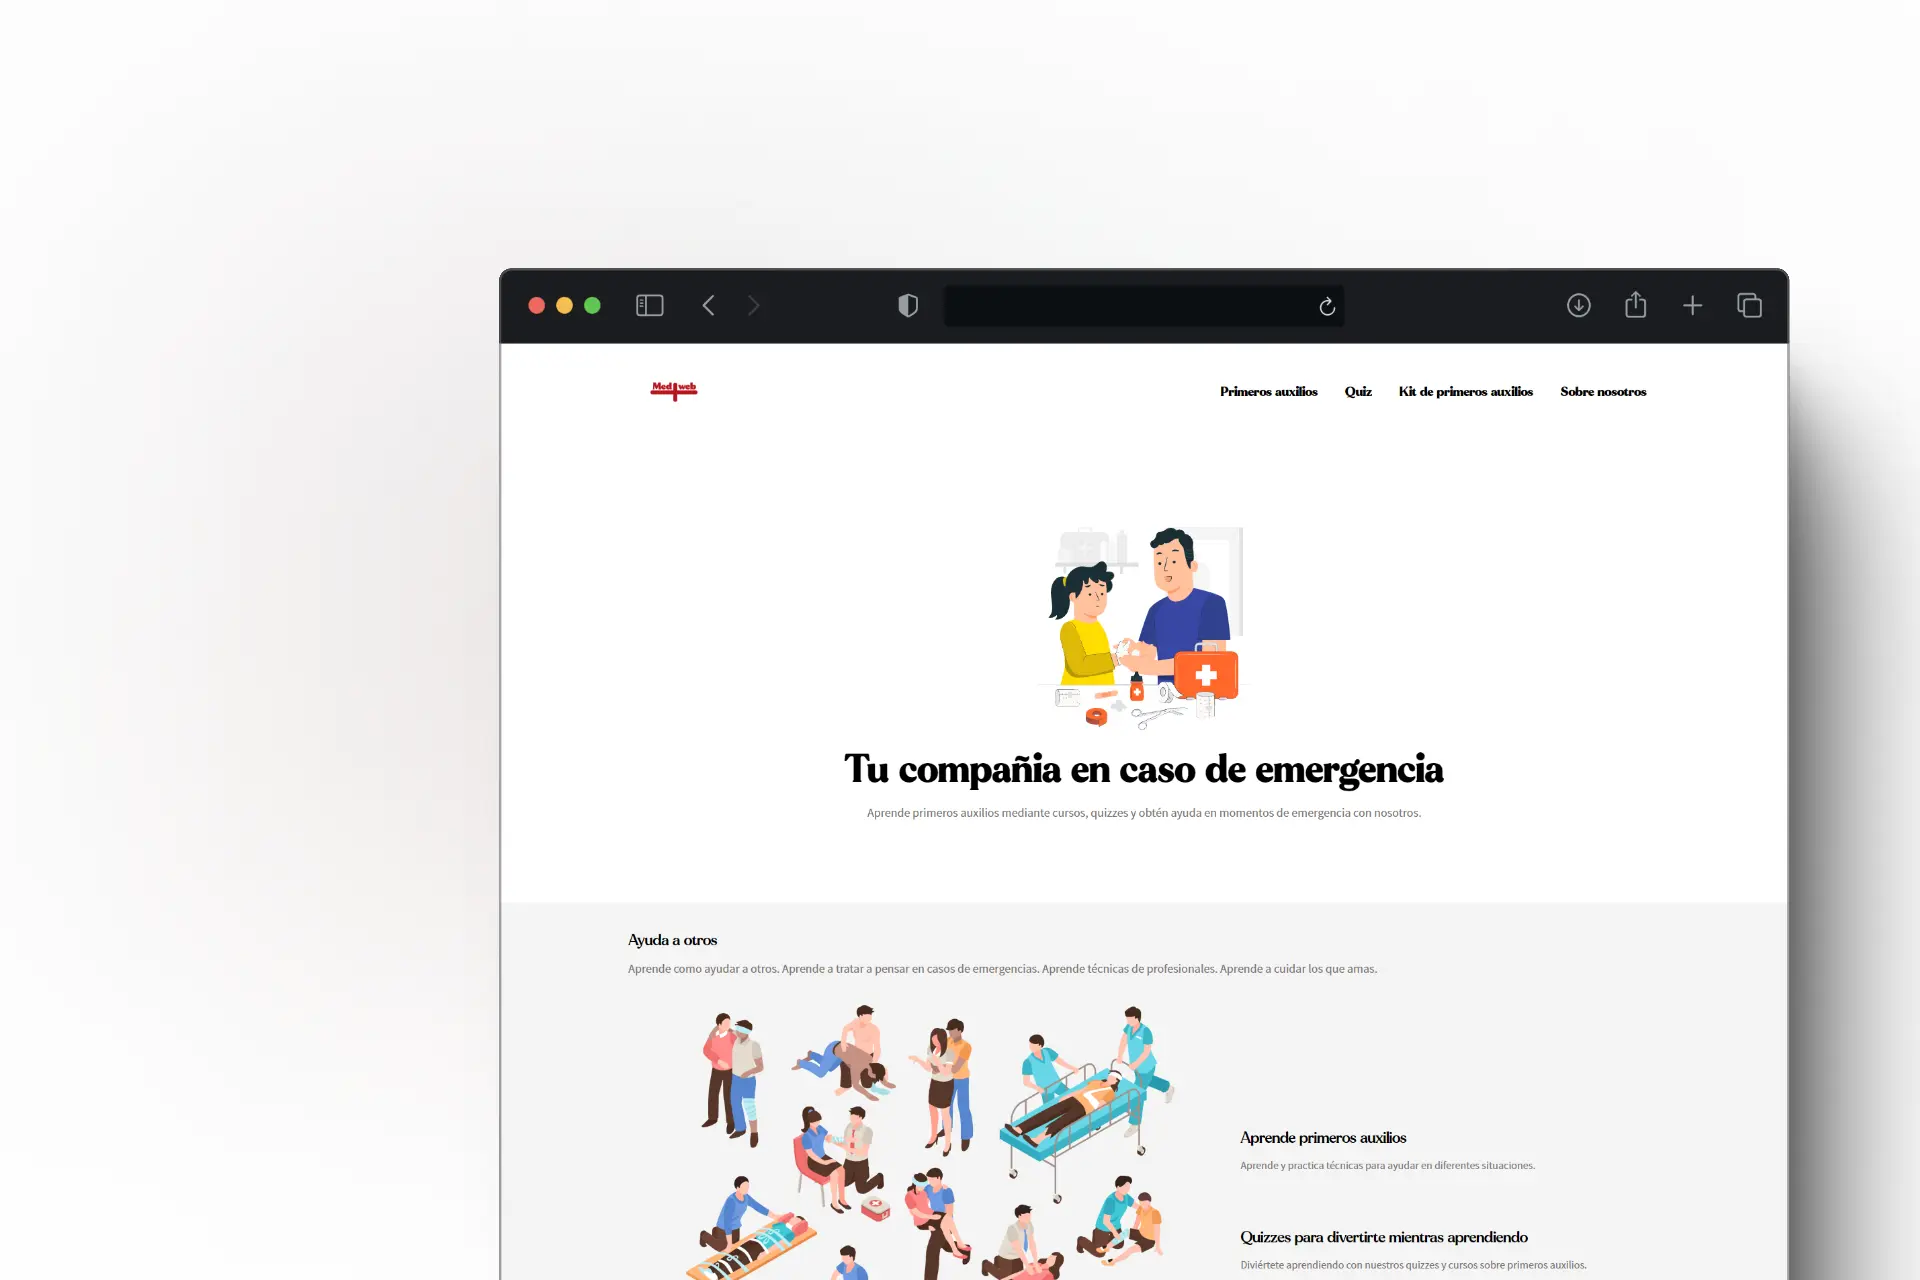 Med web
Primeros auxilios
Quiz
Kit de primeros auxilios
Sobre nosotros
Tu compañia en caso de emergencia
Aprende primeros auxilios mediante cursos, quizzes y obtén ayuda en momentos de emergencia con nosotros.
Ayuda a otros
Aprende como ayudar a otros. Aprende a tratar a pensar en casos de emergencias. Aprende técnicas de profesionales. Aprende a cuidar los que amas.
Aprende primeros auxilios
Aprende y practica técnicas para ayudar en diferentes situaciones.
Quizzes para divertirte mientras aprendiendo
Diviértete aprendiendo con nuestros quizzes y cursos sobre primeros auxilios.